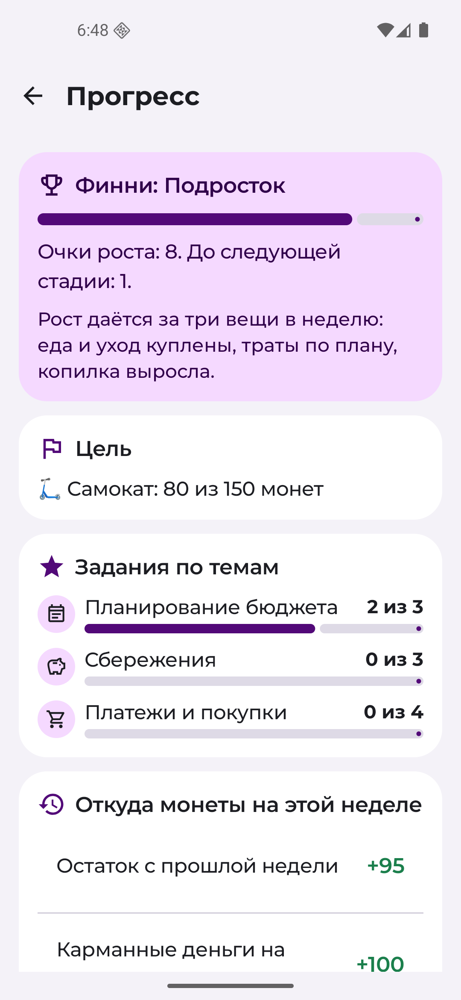 6:48
Прогресс
Финни: Подросток
Очки роста: 8. До следующей
стадии: 1.
Рост даётся за три вещи в неделю:
еда и уход куплены, траты по плану,
копилка выросла.
Цель
Самокат: 80 из 150 монет
Задания по темам
Планирование бюджета 2 из 3
Сбережения 0 из 3
Платежи и покупки 0 из 4
Откуда монеты на этой неделе
Остаток с прошлой недели +95
Карманные деньги на
+100